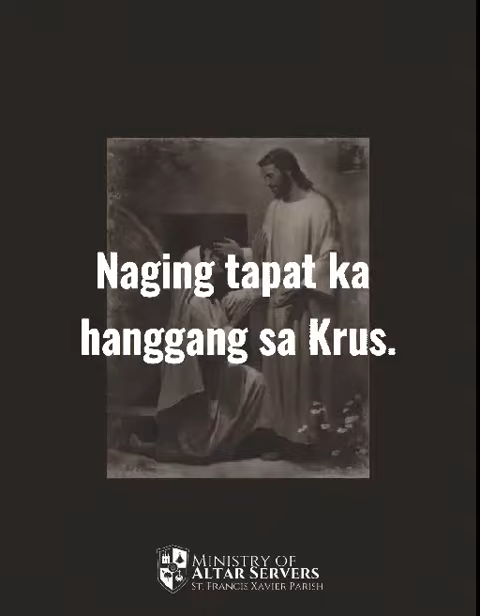 Naging tapat ka
hanggang sa Krus.
MINISTRY OF
ALTAR SERVERS
ST. FRANCIS XAVIER PARISH